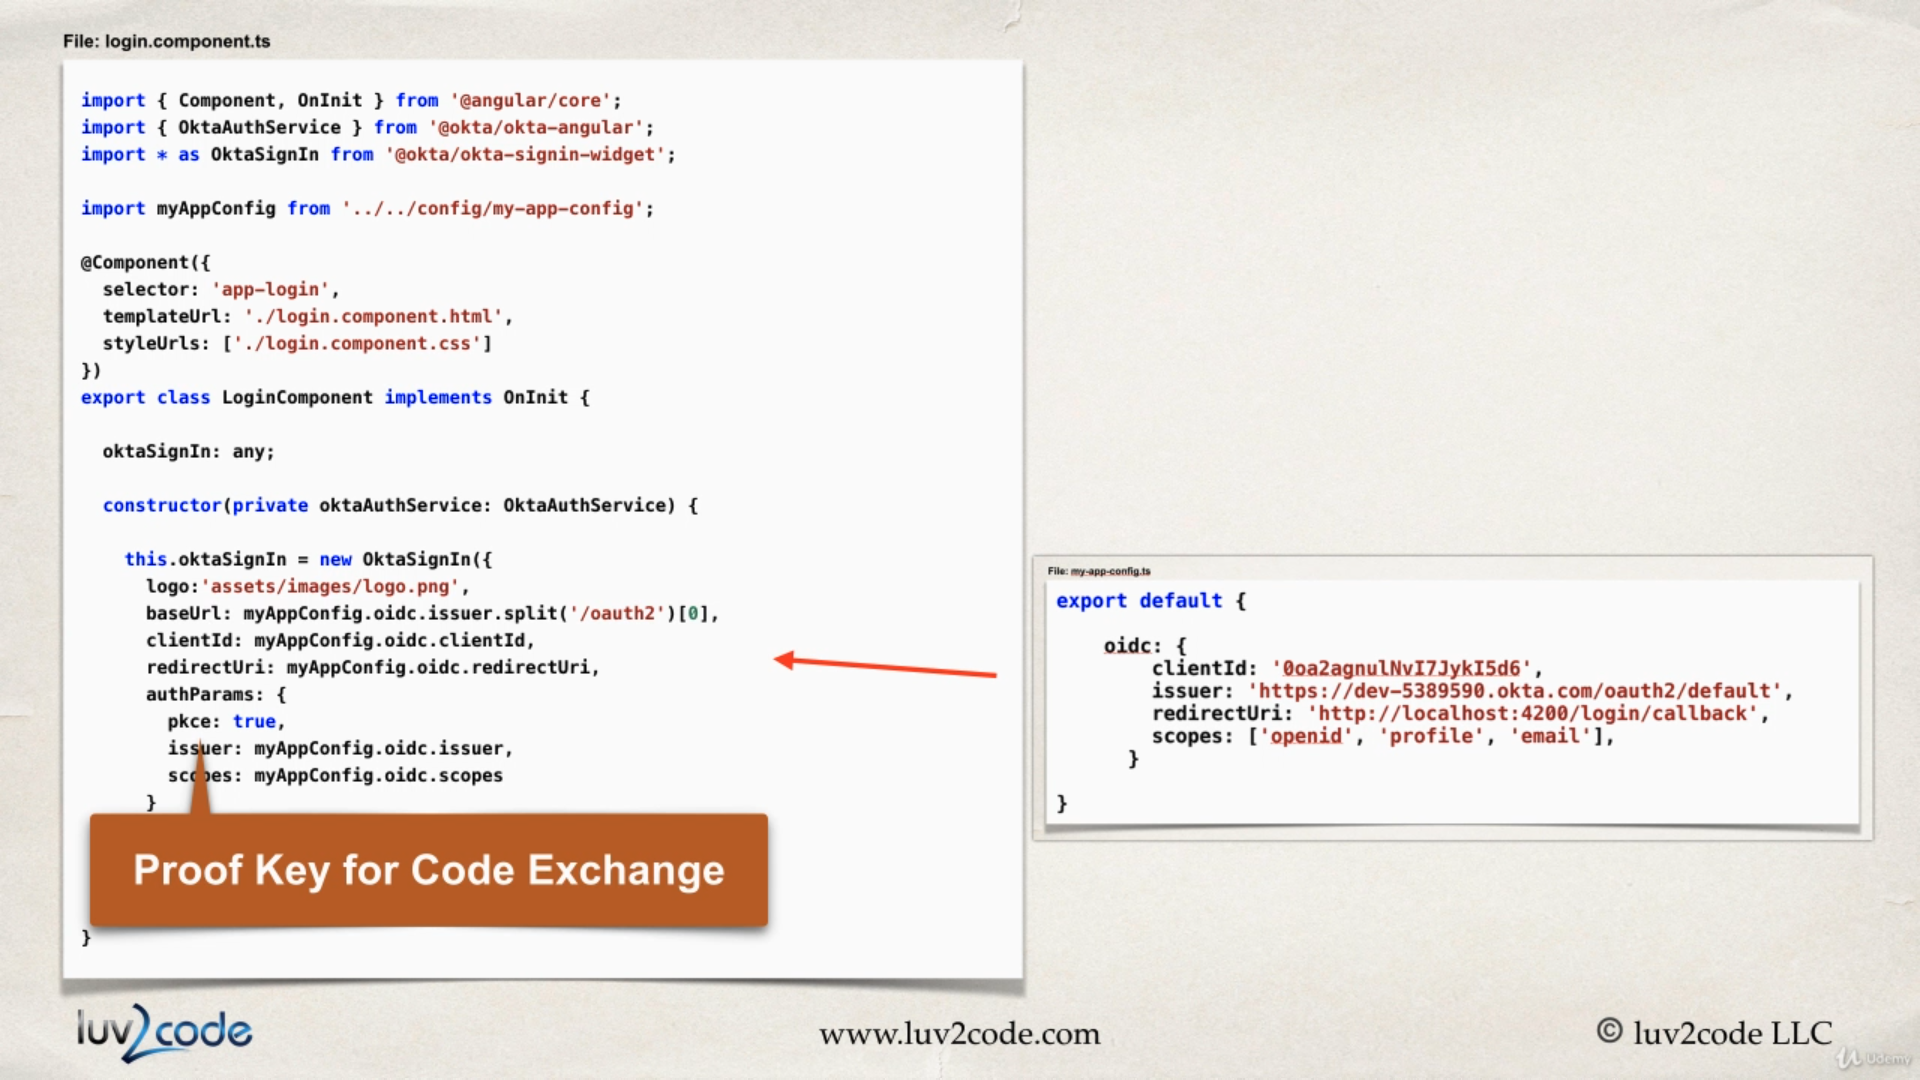 File: login.component.ts
import { Component, OnInit } from '@angular/core';
import { OktaAuthService } from '@okta/okta-angular';
import * as OktaSignIn from '@okta/okta-signin-widget';
import myAppConfig from '../../config/my-app-config';
@Component({
  selector: 'app-login',
  templateUrl: './login.component.html',
  styleUrls: ['./login.component.css']
})
export class LoginComponent implements OnInit {
  oktaSignIn: any;
  constructor(private oktaAuthService: OktaAuthService) {
    this.oktaSignIn = new OktaSignIn({
      logo:'assets/images/logo.png',
      baseUrl: myAppConfig.oidc.issuer.split('/oauth2')[0],
      clientId: myAppConfig.oidc.clientId,
      redirectUri: myAppConfig.oidc.redirectUri,
      authParams: {
        pkce: true,
        issuer: myAppConfig.oidc.issuer,
        scopes: myAppConfig.oidc.scopes
      }
Proof Key for Code Exchange
}
File: my-app-config.ts
export default {
    oidc: {
        clientId: '0oa2agnulNvI7JykI5d6',
        issuer: 'https://dev-5389590.okta.com/oauth2/default',
        redirectUri: 'http://localhost:4200/login/callback',
        scopes: ['openid', 'profile', 'email'],
      }
}
luv2code
www.luv2code.com
© luv2code LLC
Udemy